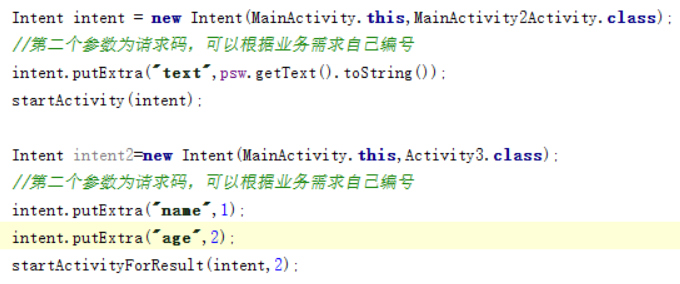 Intent intent = new Intent(MainActivity.this,MainActivity2Activity.class);
//第二个参数为请求码，可以根据业务需求自己编号
intent.putExtra("text",psw.getText().toString());
startActivity(intent);
Intent intent2=new Intent(MainActivity.this,Activity3.class);
//第二个参数为请求码，可以根据业务需求自己编号
intent.putExtra("name",1);
intent.putExtra("age",2);
startActivityForResult(intent,2);